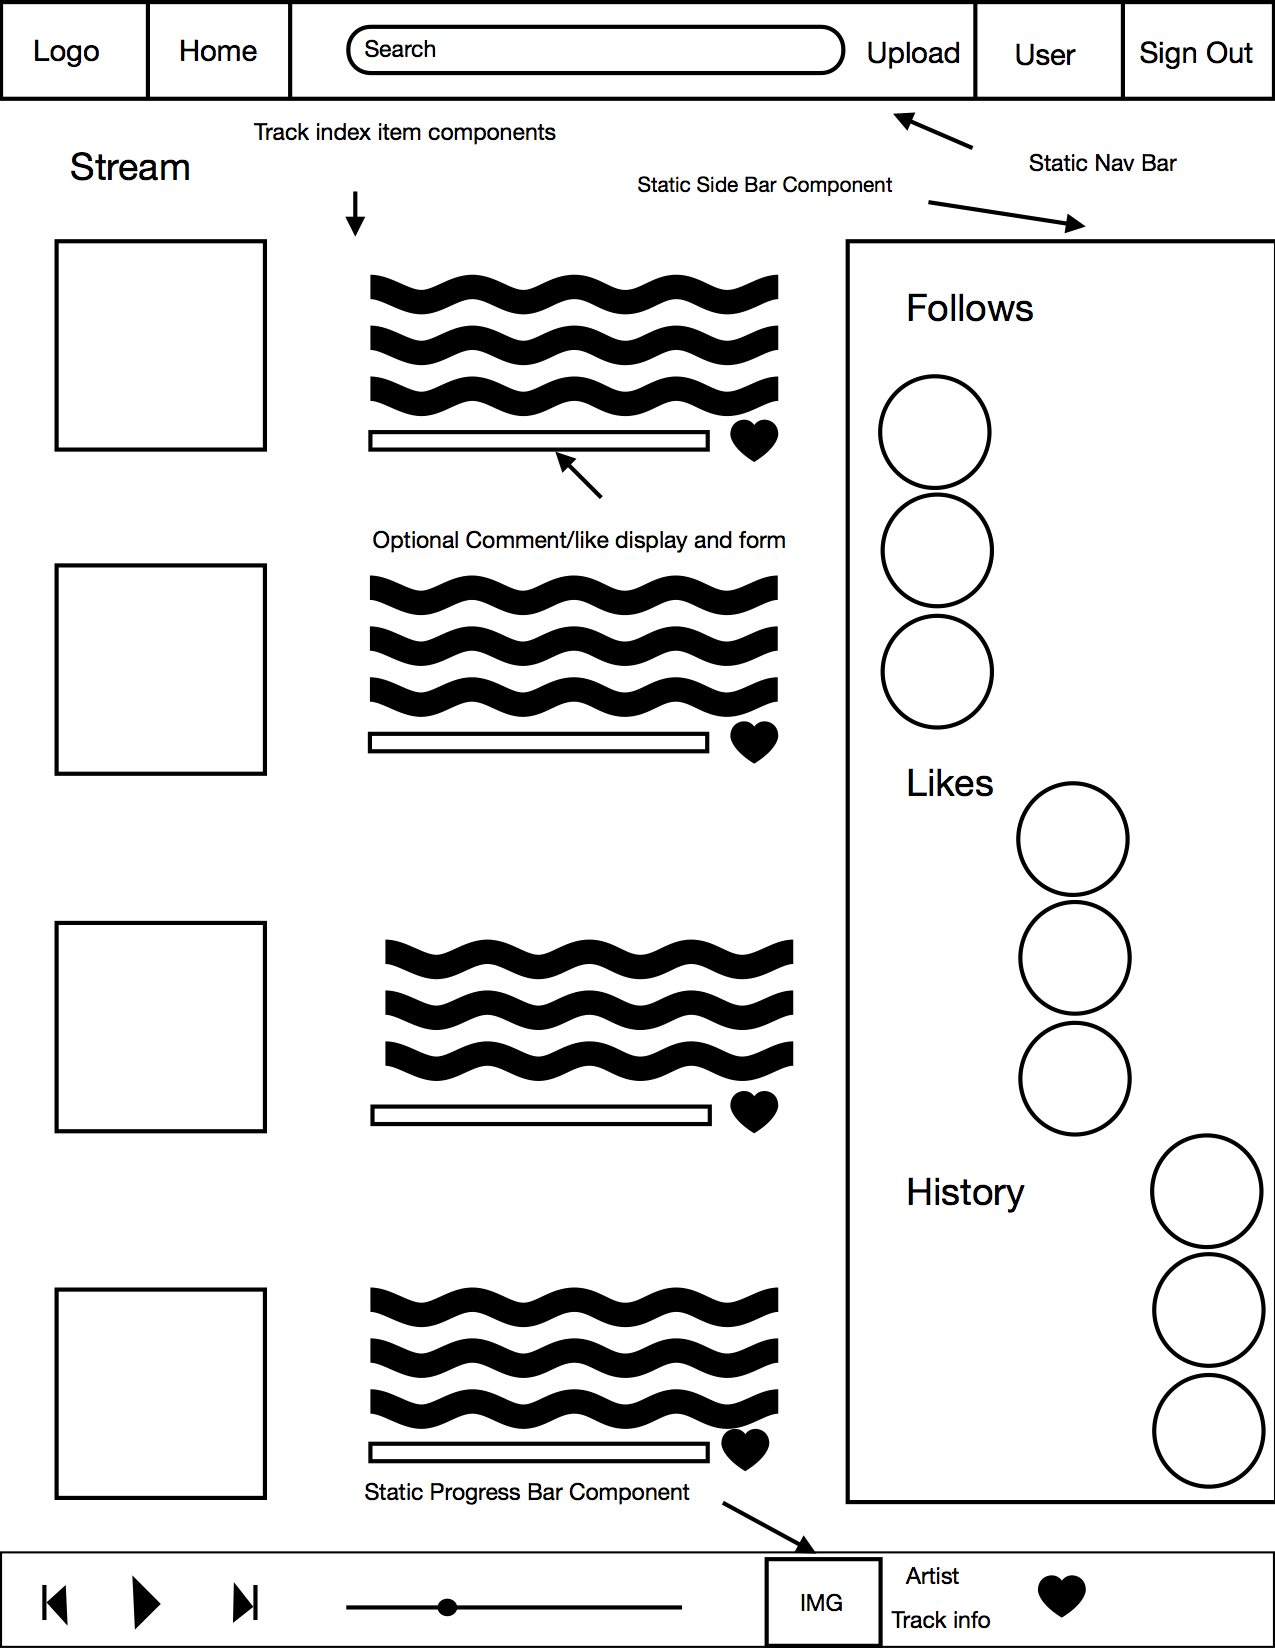 Logo
Home
Search
Upload
User
Sign Out
Track index item components
Stream
Static Nav Bar
Static Side Bar Component
Follows
Optional Comment/like display and form
Likes
History
Static Progress Bar Component
IMG
Artist
Track info